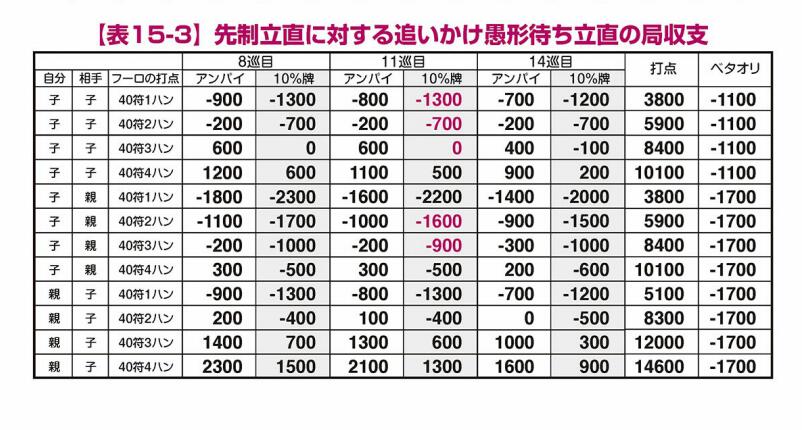 【表15-3】先制立直に対する追いかけ愚形待ち立直の局収支
8巡目 11巡目 14巡目 打点 ベタオリ
自分 相手 フーロの打点 アンパイ 10%牌 アンパイ 10%牌 アンパイ 10%牌
子 子 40符1ハン -900 -1300 -800 -1300 -700 -1200 3800 -1100
子 子 40符2ハン -200 -700 -200 -700 -200 -700 5900 -1100
子 子 40符3ハン 600 0 600 0 400 -100 8400 -1100
子 子 40符4ハン 1200 600 1100 500 900 200 10100 -1100
子 親 40符1ハン -1800 -2300 -1600 -2200 -1400 -2000 3800 -1700
子 親 40符2ハン -1100 -1700 -1000 -1600 -900 -1500 5900 -1700
子 親 40符3ハン -200 -1000 -200 -900 -300 -1000 8400 -1700
子 親 40符4ハン 300 -500 300 -500 200 -600 10100 -1700
親 子 40符1ハン -900 -1300 -800 -1300 -700 -1200 5100 -1700
親 子 40符2ハン 200 -400 100 -400 0 -500 8300 -1700
親 子 40符3ハン 1400 700 1300 600 1000 300 12000 -1700
親 子 40符4ハン 2300 1500 2100 1300 1600 900 14600 -1700